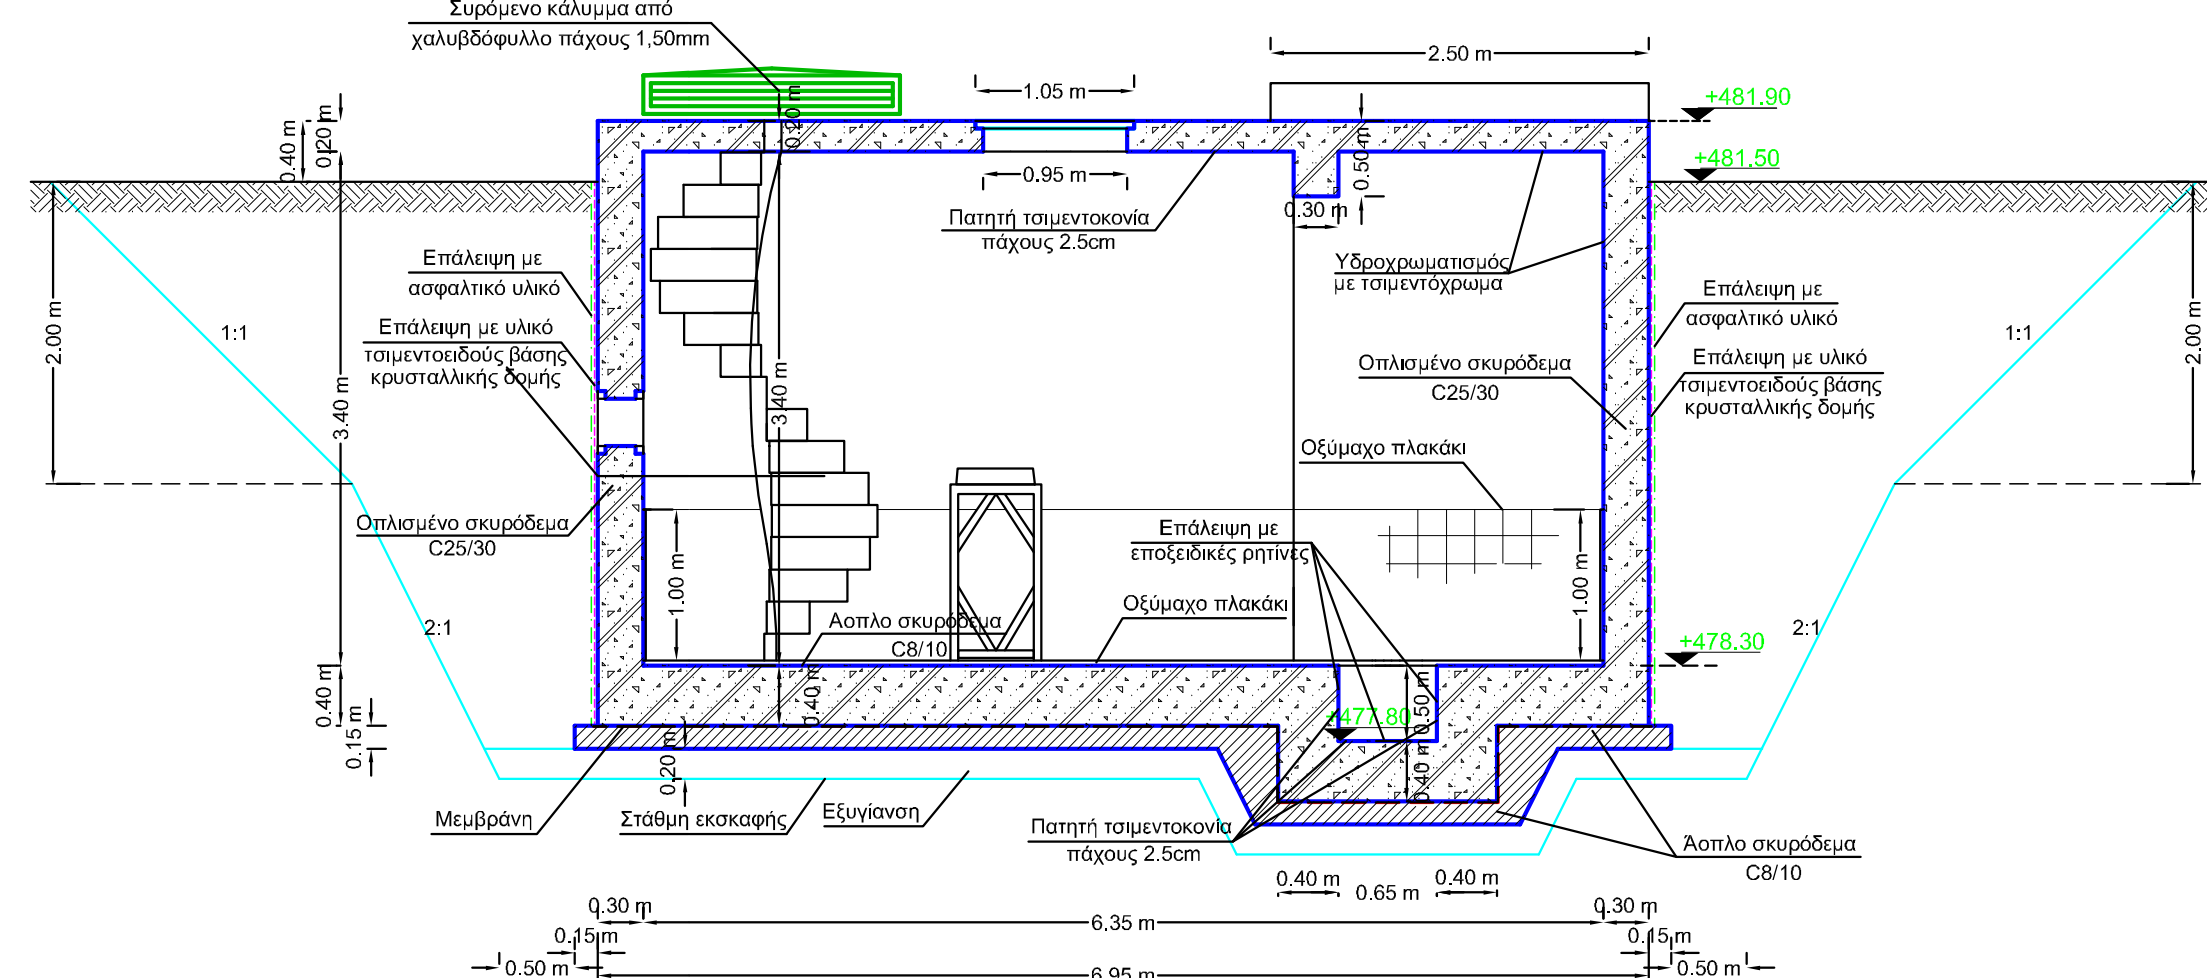 Συρόμενο κάλυμμα από
χαλυβδόφυλλο πάχους 1,50mm
2.50 m
1.05 m
+481.90
0.40 m
0.20 m
0.20 m
0.50 m
+481.50
0.95 m
0.30 m
Πατητή τσιμεντοκονία
πάχους 2.5cm
Επάλειψη με
ασφαλτικό υλικό
Υδροχρωματισμός
με τσιμεντόχρωμα
Επάλειψη με
ασφαλτικό υλικό
2.00 m
1:1
Επάλειψη με υλικό
τσιμεντοειδούς βάσης
κρυσταλλικής δομής
1:1
2.00 m
Οπλισμένο σκυρόδεμα
C25/30
Επάλειψη με υλικό
τσιμεντοειδούς βάσης
κρυσταλλικής δομής
3.40 m
3.40 m
Οξύμαχο πλακάκι
Οπλισμένο σκυρόδεμα
C25/30
Επάλειψη με
εποξειδικές ρητίνες
1.00 m
1.00 m
Οξύμαχο πλακάκι
2:1
Αοπλο σκυρόδεμα
C8/10
2:1
+478.30
0.40 m
0.40 m
0.50 m
+477.80
0.15 m
0.20 m
0.40 m
Μεμβράνη
Στάθμη εκσκαφής
Εξυγίανση
Πατητή τσιμεντοκονία
πάχους 2.5cm
Άοπλο σκυρόδεμα
C8/10
0.40 m
0.65 m
0.40 m
0.30 m
6.35 m
0.30 m
0.15 m
0.15 m
0.50 m
6.95 m
0.50 m